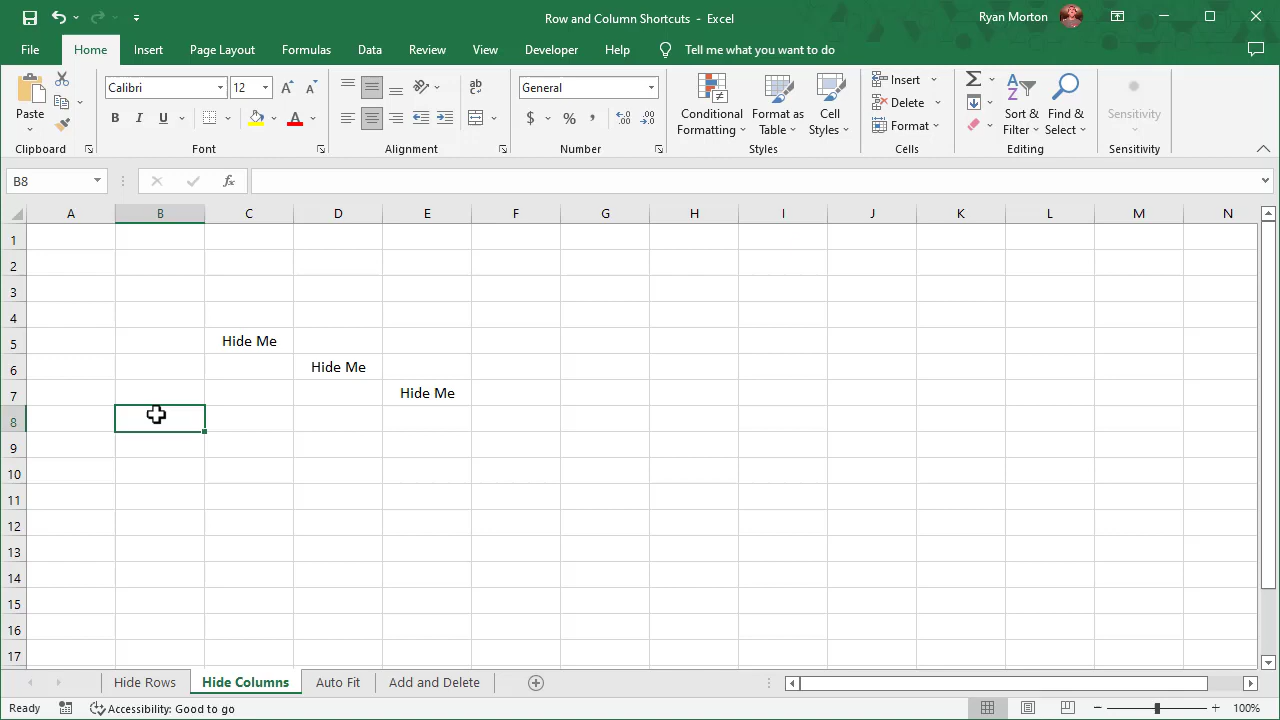 Row and Column Shortcuts - Excel
Ryan Morton
File Home Insert Page Layout Formulas Data Review View Developer Help Tell me what you want to do
Paste
Clipboard
Calibri 12
B I U A A A
Font
ab
Alignment
General
$ % , .00 .0
Number
Conditional Formatting
Format as Table
Cell Styles
Styles
Insert
Delete
Format
Cells
Sort & Filter
Find & Select
Editing
Sensitivity
Sensitivity
B8 fx
A B C D E F G H I J K L M N
1
2
3
4
5 Hide Me
6 Hide Me
7 Hide Me
8
9
10
11
12
13
14
15
16
17
Hide Rows Hide Columns Auto Fit Add and Delete
Ready Accessibility: Good to go 100%